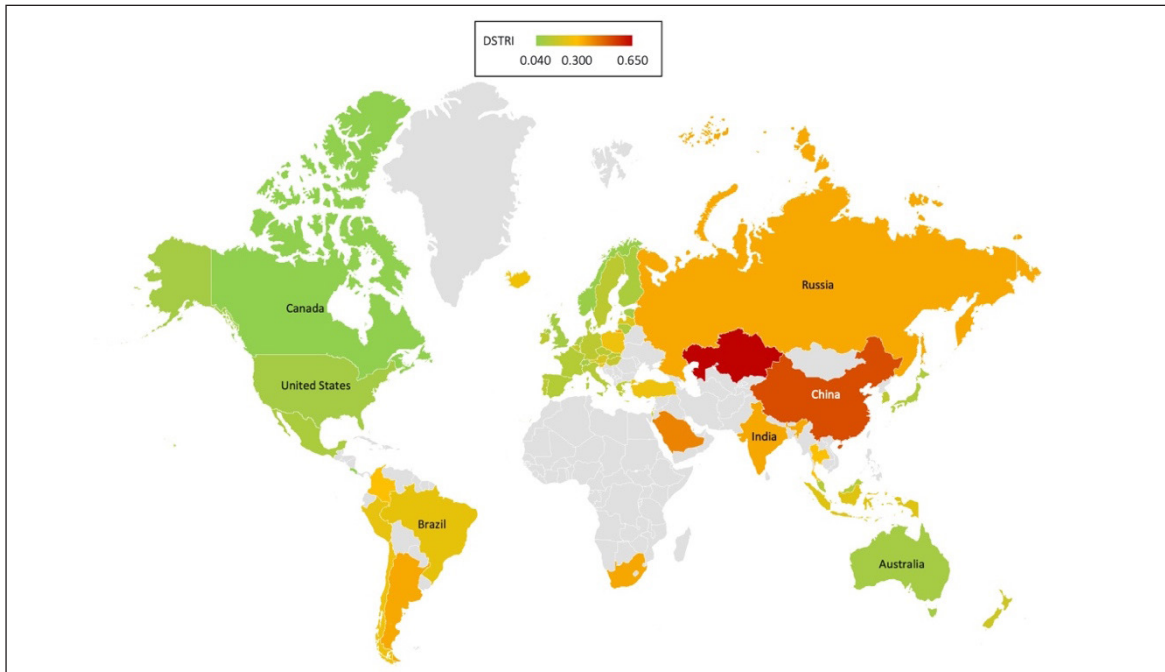 DSTRI
0.040 0.300 0.650
Canada
Russia
United States
China
India
Brazil
Australia